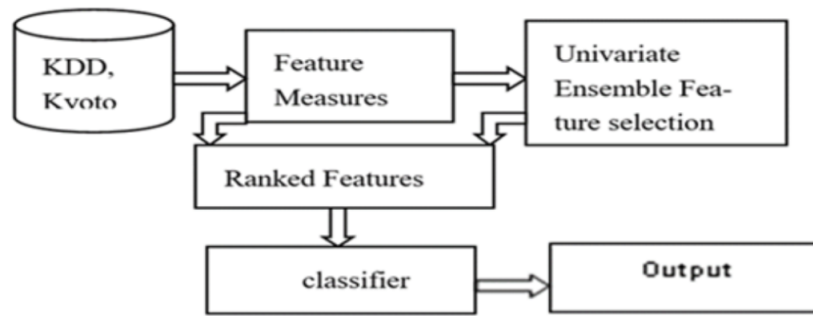 KDD,
Kyoto
Feature
Measures
Univariate
Ensemble Fea-
ture selection
Ranked Features
classifier
Output